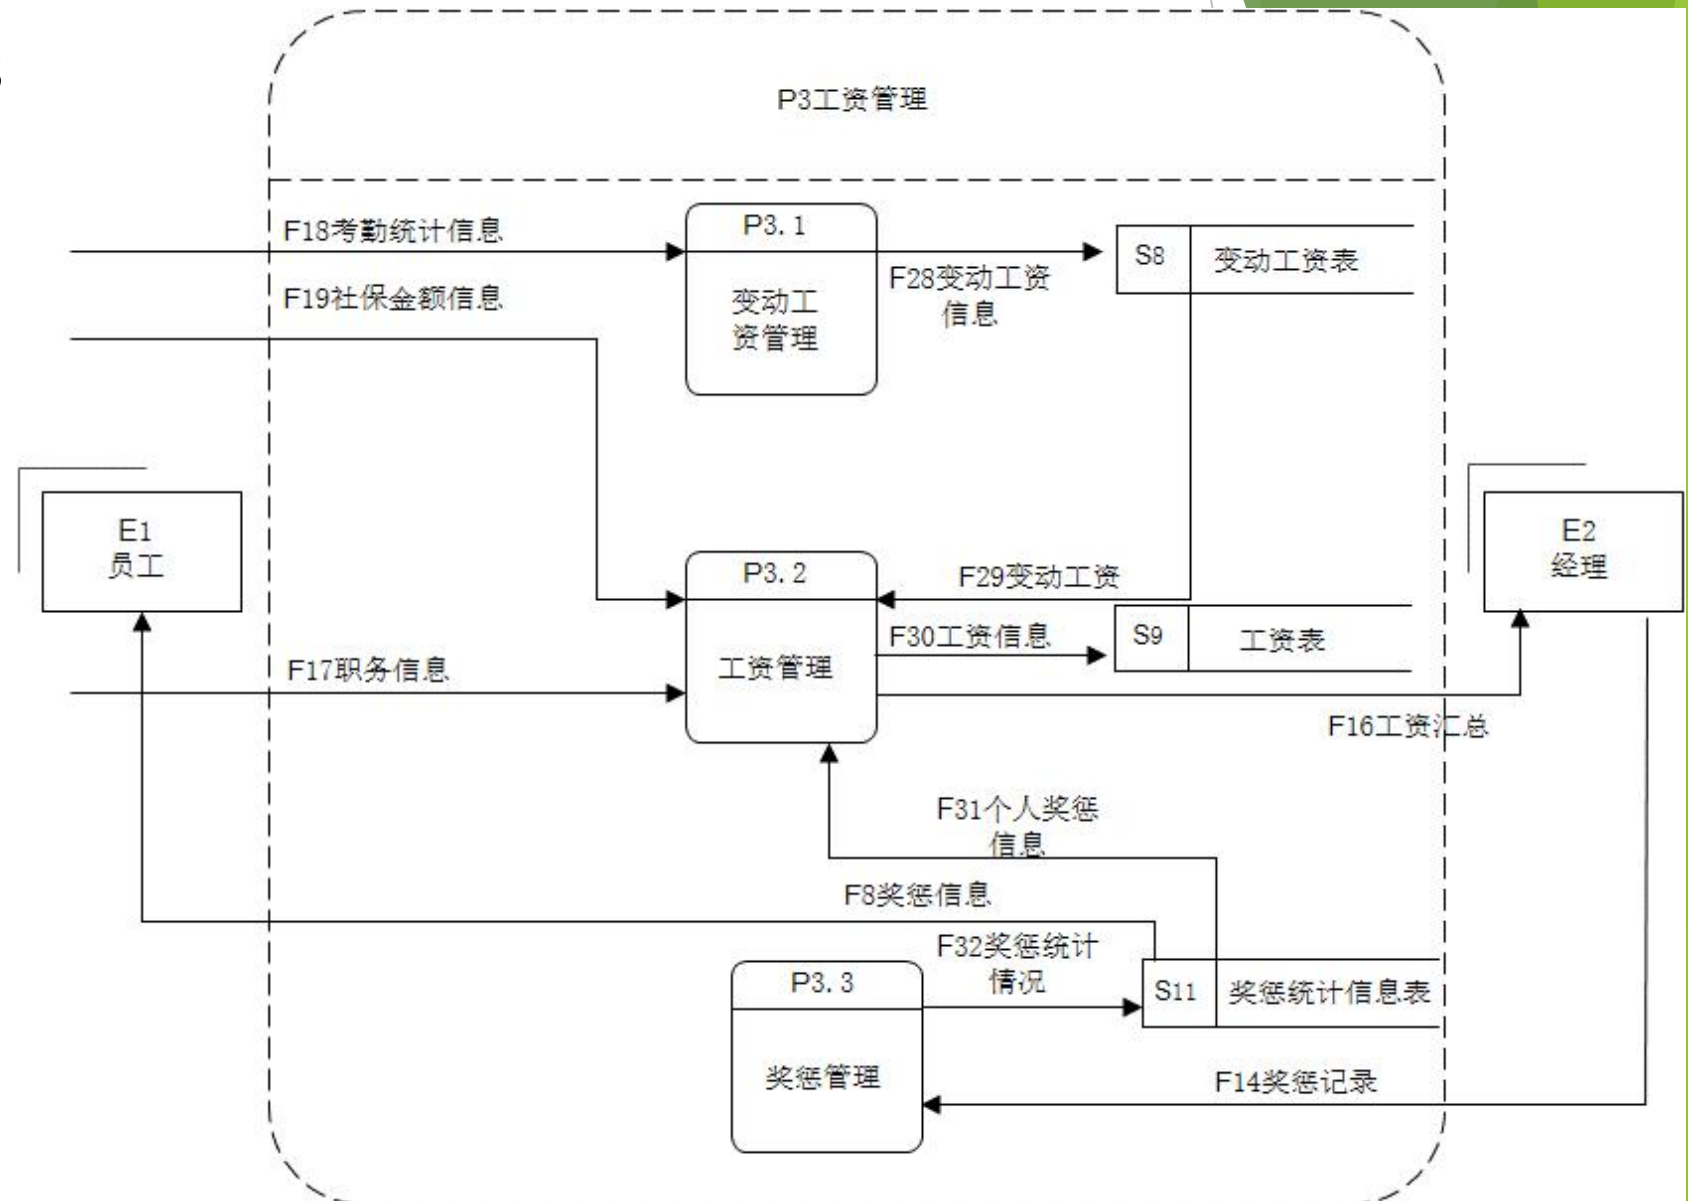 P3工资管理
F18考勤统计信息
P3.1
变动工
资管理
F28变动工资
信息
S8
变动工资表
F19社保金额信息
E1
员工
E2
经理
P3.2
工资管理
F29变动工资
F30工资信息
S9
工资表
F17职务信息
F16工资汇总
F31个人奖惩
信息
F8奖惩信息
F32奖惩统计
情况
P3.3
奖惩管理
S11
奖惩统计信息表
F14奖惩记录